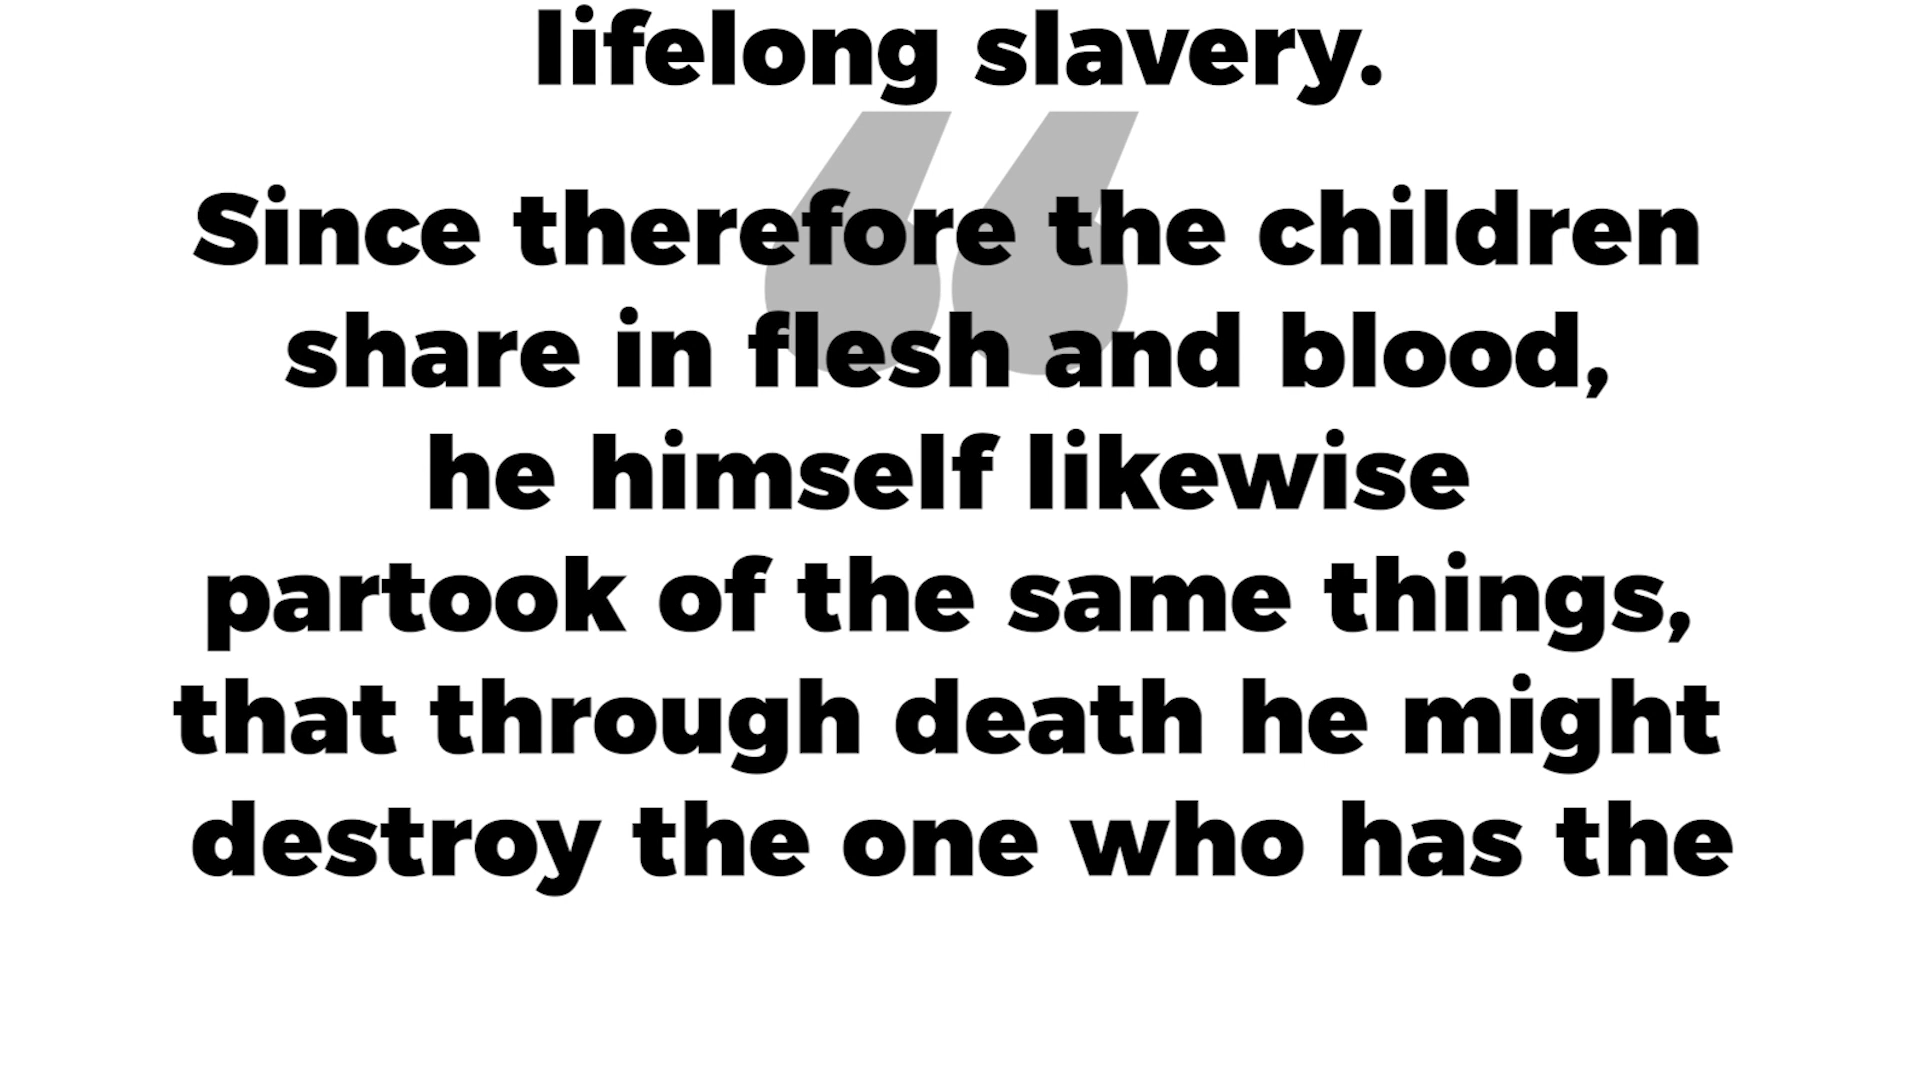 lifelong slavery.
Since therefore the children
share in flesh and blood,
he himself likewise
partook of the same things,
that through death he might
destroy the one who has the